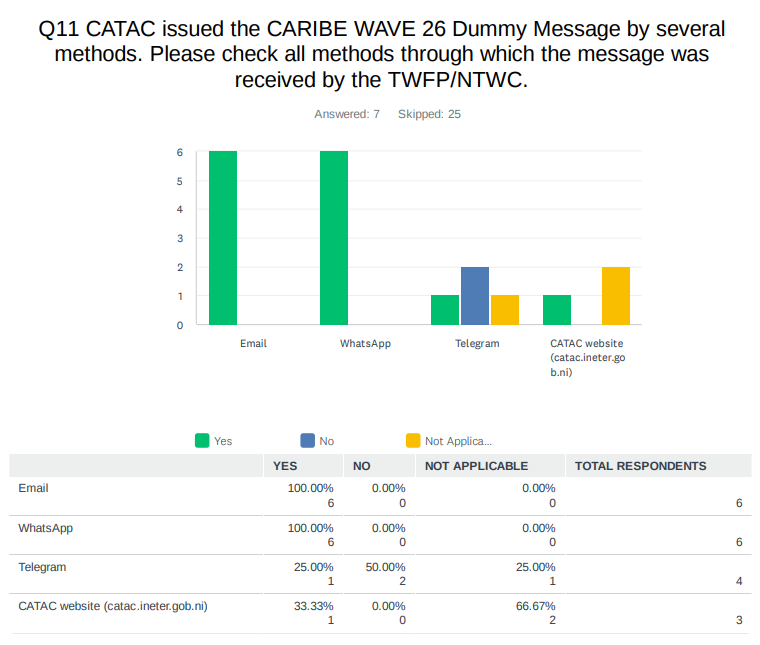 Q11 CATAC issued the CARIBE WAVE 26 Dummy Message by several
methods. Please check all methods through which the message was
received by the TWFP/NTWC.
Answered: 7 Skipped: 25
6
5
4
3
2
1
0
Email WhatsApp Telegram CATAC website
(catac.ineter.go
b.ni)
Yes No Not Applica...
YES NO NOT APPLICABLE TOTAL RESPONDENTS
Email 100.00% 0.00% 0.00%
6 0 0 6
WhatsApp 100.00% 0.00% 0.00%
6 0 0 6
Telegram 25.00% 50.00% 25.00%
1 2 1 4
CATAC website (catac.ineter.gob.ni) 33.33% 0.00% 66.67%
1 0 2 3